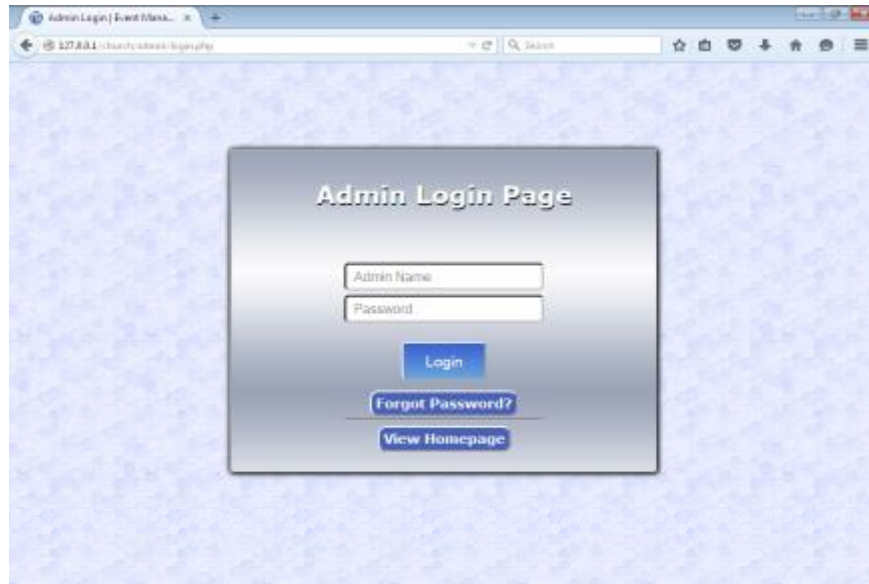 Admin Login | Event Mana...
127.0.0.1/church/admin/login.php
Search
Admin Login Page
Admin Name
Password
Login
Forgot Password?
View Homepage